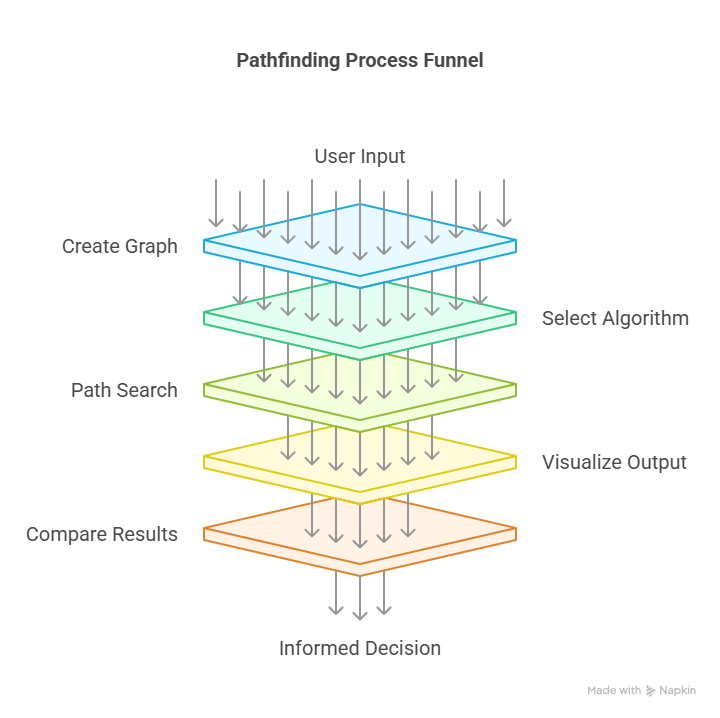 Pathfinding Process Funnel
User Input
Create Graph
Select Algorithm
Path Search
Visualize Output
Compare Results
Informed Decision
Made with Napkin